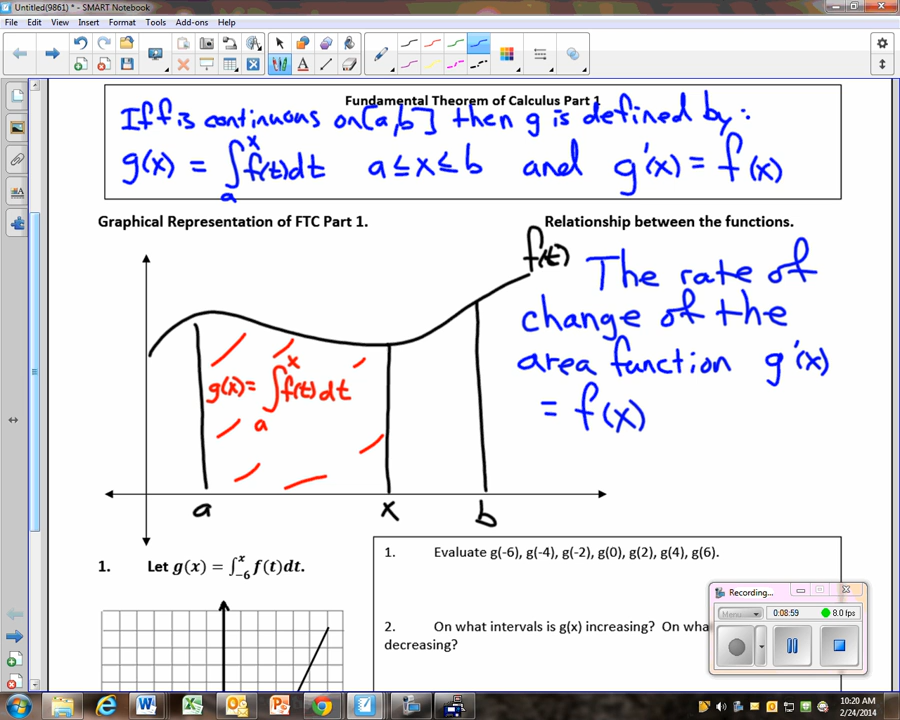 Untitled(9861) * - SMART Notebook
File Edit View Insert Format Tools Add-ons Help
Fundamental Theorem of Calculus Part 1
If f is continuous on [a,b] then g is defined by:
g(x) = ∫ₐˣ f(t)dt a ≤ x ≤ b and g'(x) = f(x)
Graphical Representation of FTC Part 1.
Relationship between the functions.
f(t)
The rate of
change of the
area function g'(x)
= f(x)
g(x) = ∫ₐˣ f(t) dt
a x b
1. Let g(x) = ∫₋₆ˣ f(t)dt.
1. Evaluate g(-6), g(-4), g(-2), g(0), g(2), g(4), g(6).
2. On what intervals is g(x) increasing? On wha
decreasing?
Recording...
Menu 0:08:59 8.0 fps
10:20 AM
2/24/2014